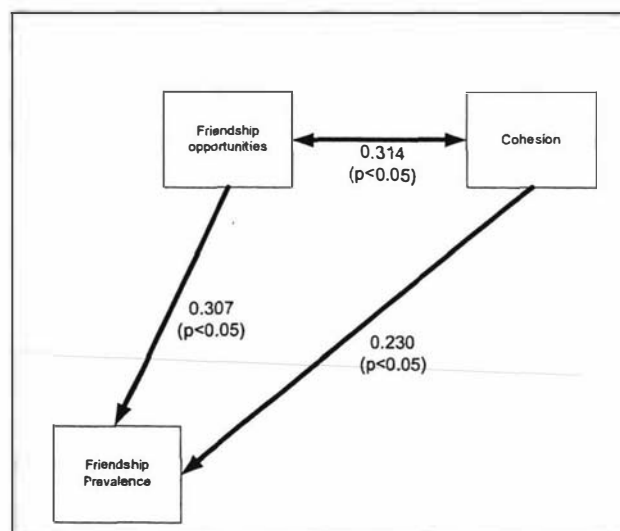 Friendship
opportunities
Cohesion
0.314
(p<0.05)
0.307
(p<0.05)
0.230
(p<0.05)
Friendship
Prevalence